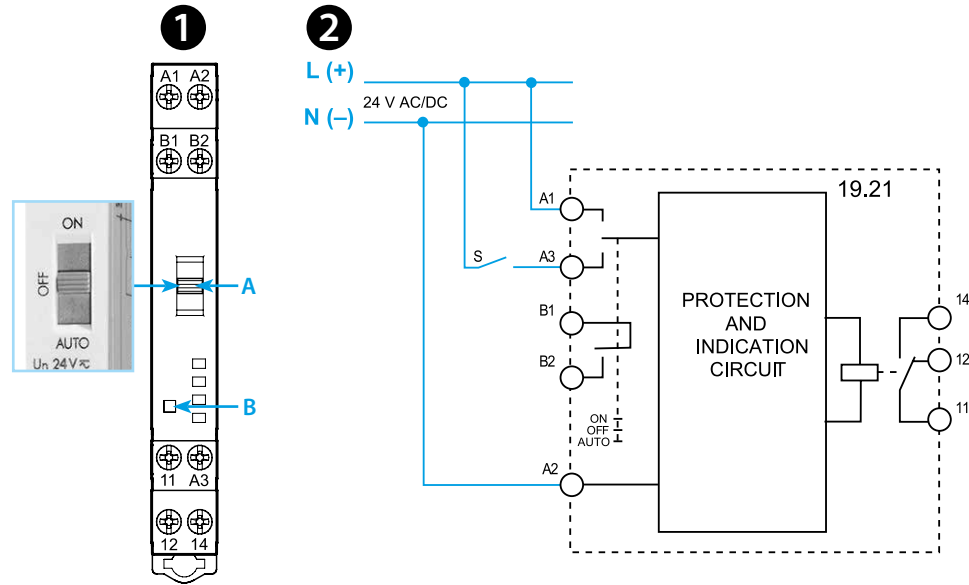 1
A1 A2
B1 B2
ON
OFF
AUTO
Un 24V⎓
A
B
11 A3
12 14
2
L (+)
24 V AC/DC
N (–)
19.21
A1
S
A3
B1
B2
ON
OFF
AUTO
A2
PROTECTION
AND
INDICATION
CIRCUIT
14
12
11